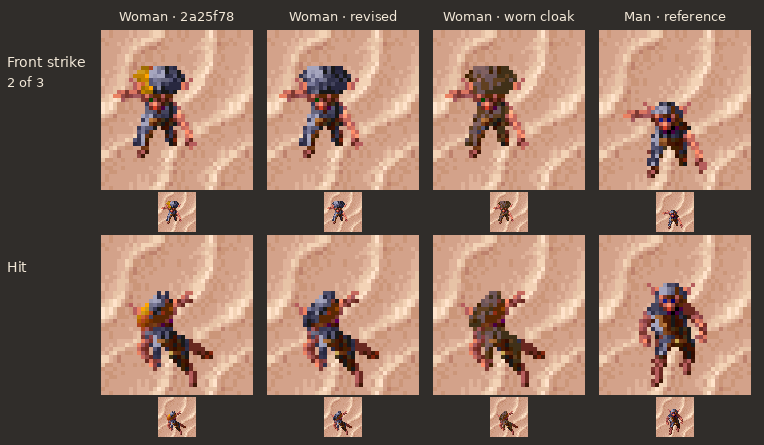 Woman · 2a25f78
Woman · revised
Woman · worn cloak
Man · reference
Front strike
2 of 3
Hit